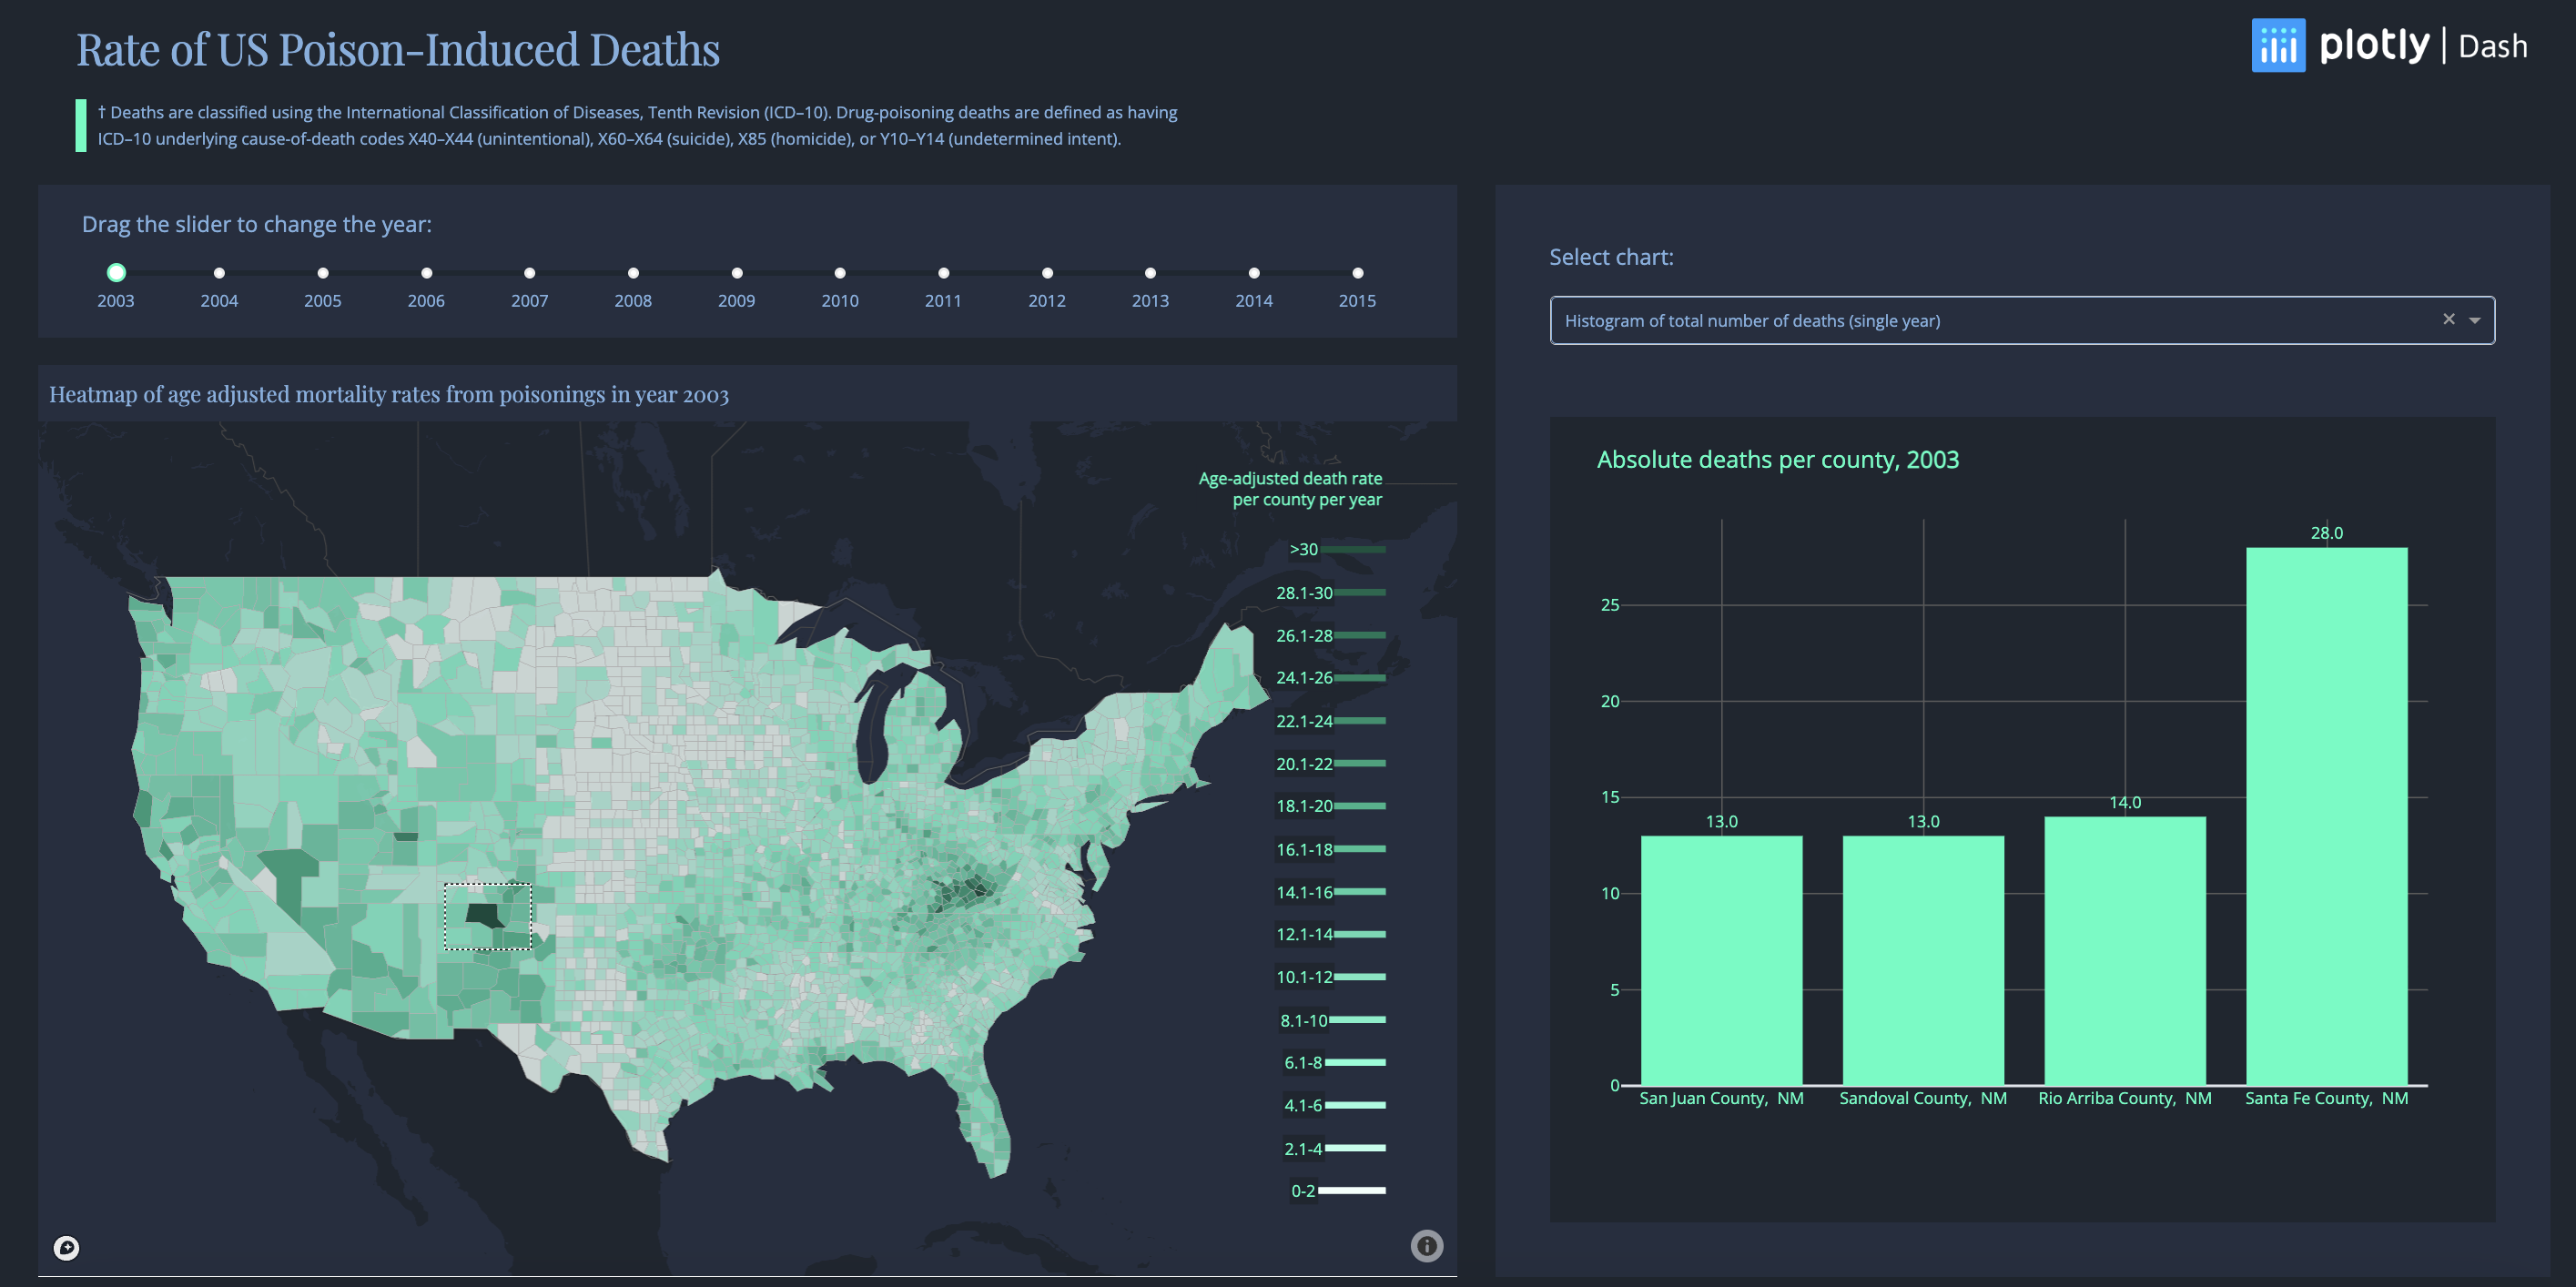 Rate of US Poison-Induced Deaths
plotly | Dash
† Deaths are classified using the International Classification of Diseases, Tenth Revision (ICD–10). Drug-poisoning deaths are defined as having
ICD–10 underlying cause-of-death codes X40–X44 (unintentional), X60–X64 (suicide), X85 (homicide), or Y10–Y14 (undetermined intent).
Drag the slider to change the year:
2003 2004 2005 2006 2007 2008 2009 2010 2011 2012 2013 2014 2015
Heatmap of age adjusted mortality rates from poisonings in year 2003
Age-adjusted death rate
per county per year
>30
28.1-30
26.1-28
24.1-26
22.1-24
20.1-22
18.1-20
16.1-18
14.1-16
12.1-14
10.1-12
8.1-10
6.1-8
4.1-6
2.1-4
0-2
Select chart:
Histogram of total number of deaths (single year)
Absolute deaths per county, 2003
28.0
25
20
15
14.0
13.0 13.0
10
5
0
San Juan County, NM Sandoval County, NM Rio Arriba County, NM Santa Fe County, NM